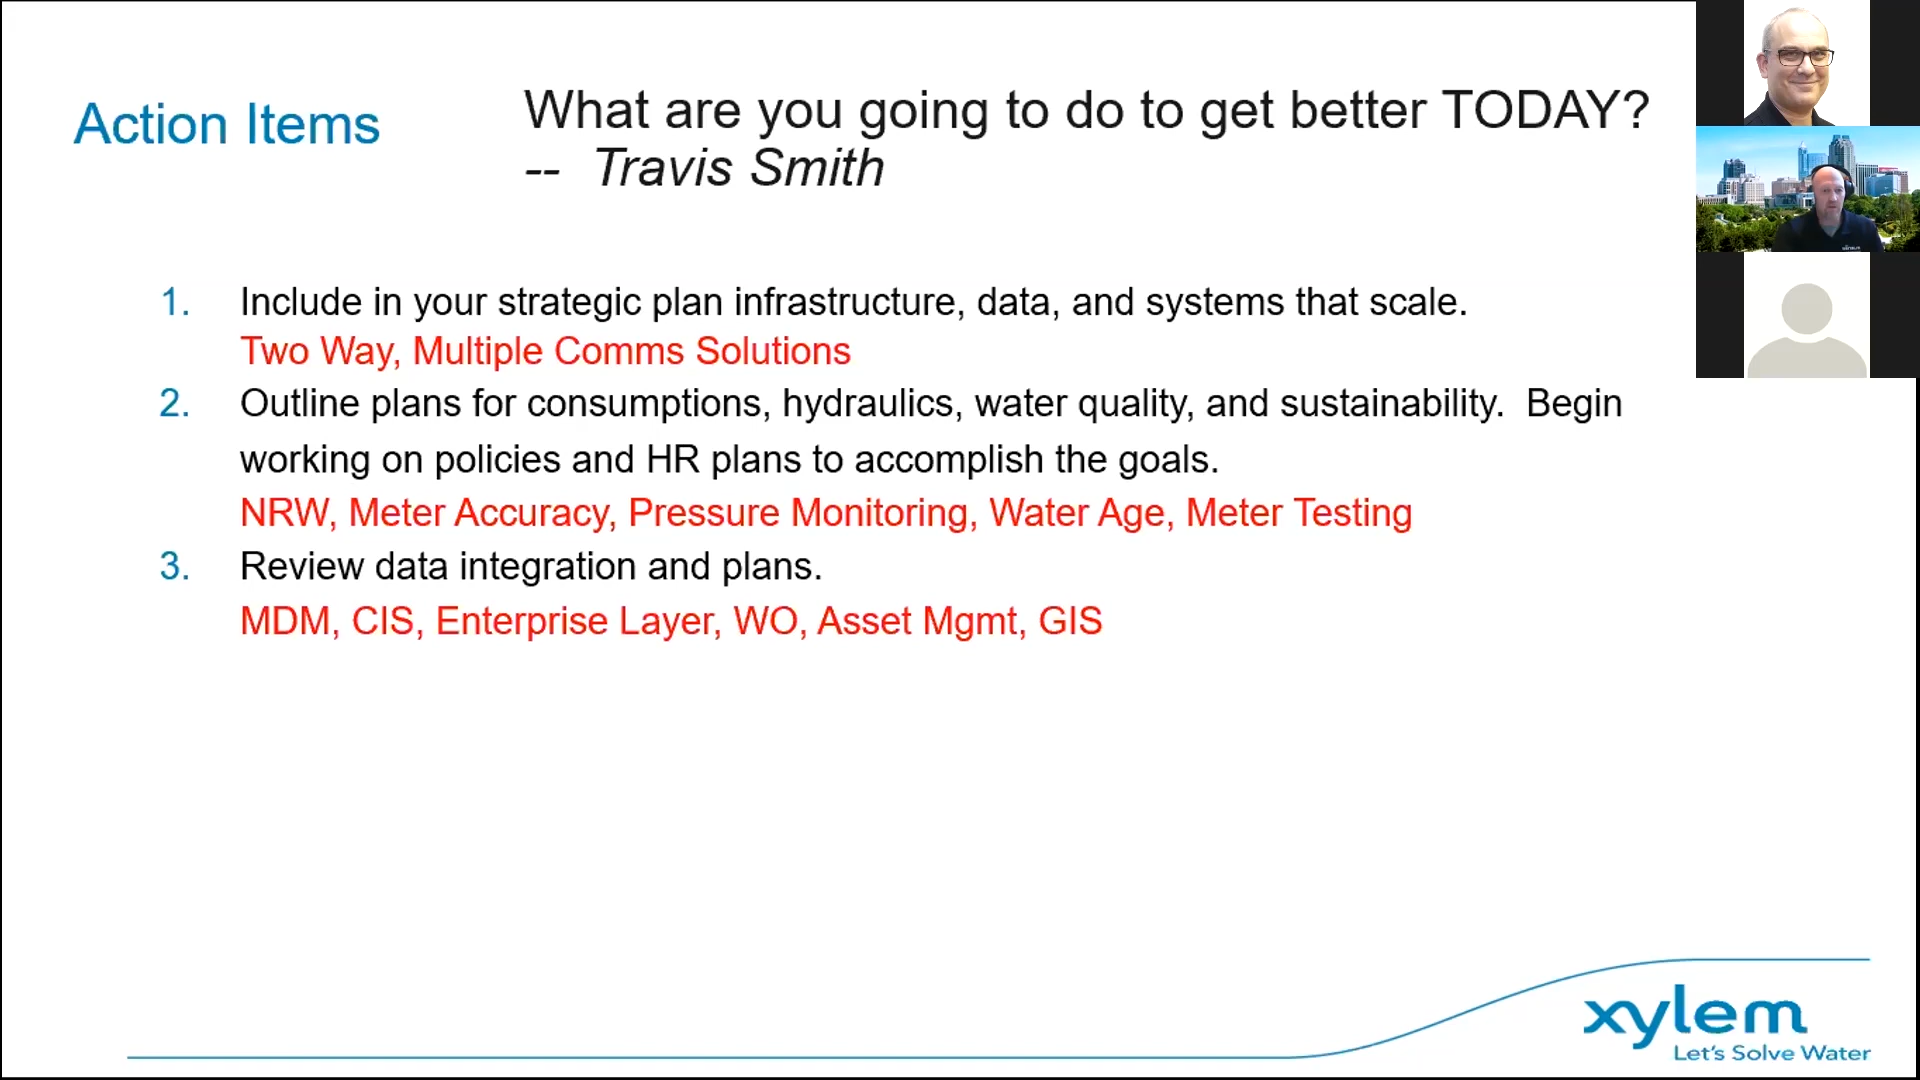 Action Items
What are you going to do to get better TODAY?
-- Travis Smith
1. Include in your strategic plan infrastructure, data, and systems that scale.
Two Way, Multiple Comms Solutions
2. Outline plans for consumptions, hydraulics, water quality, and sustainability. Begin
working on policies and HR plans to accomplish the goals.
NRW, Meter Accuracy, Pressure Monitoring, Water Age, Meter Testing
3. Review data integration and plans.
MDM, CIS, Enterprise Layer, WO, Asset Mgmt, GIS
xylem
Let's Solve Water